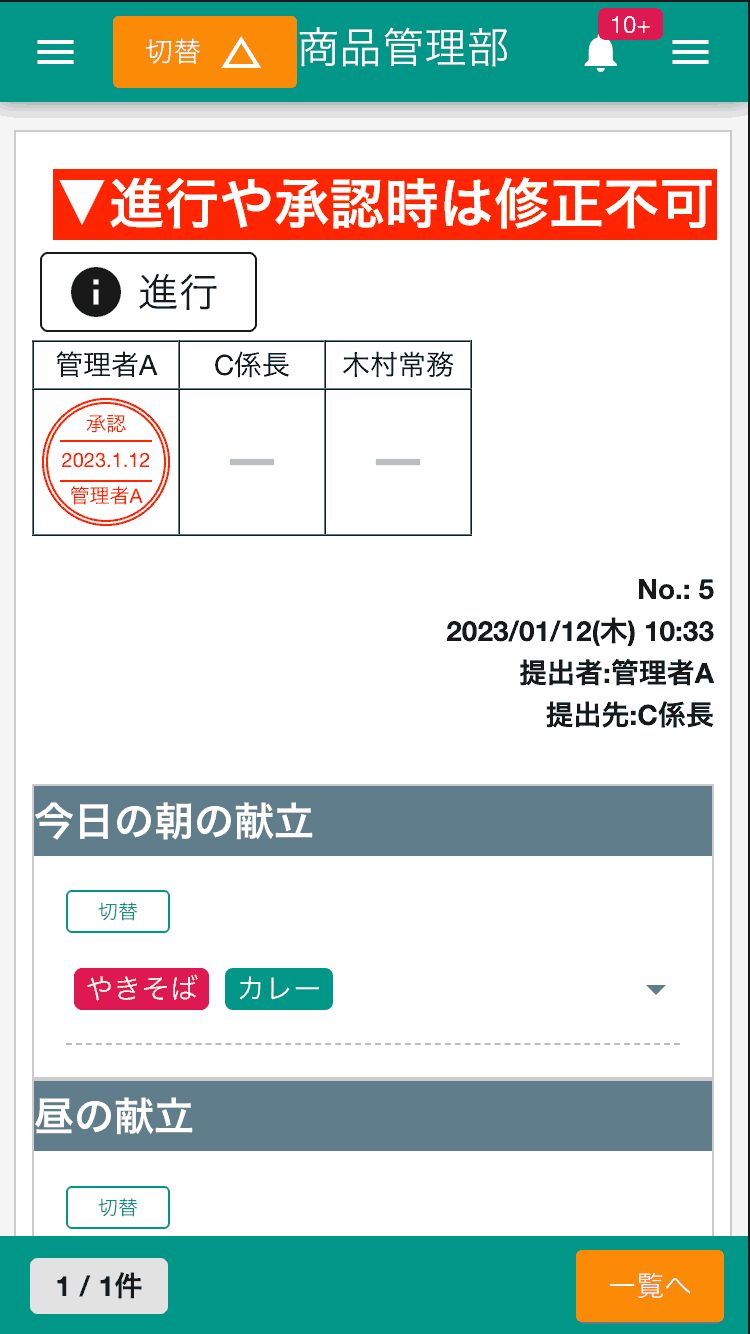 切替 △ 商品管理部 10+
▼進行や承認時は修正不可
進行
管理者A C係長 木村常務
承認
2023.1.12
管理者A
No.: 5
2023/01/12(木) 10:33
提出者:管理者A
提出先:C係長
今日の朝の献立
切替
やきそば カレー
昼の献立
切替
1 / 1件 一覧へ